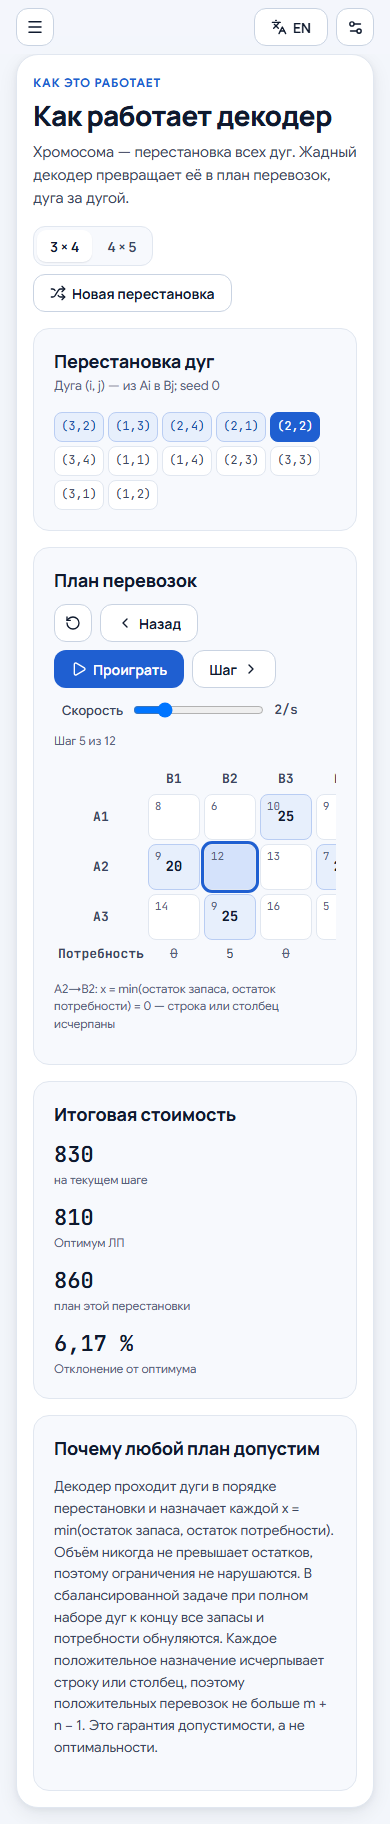 EN
КАК ЭТО РАБОТАЕТ
Как работает декодер
Хромосома — перестановка всех дуг. Жадный
декодер превращает её в план перевозок,
дуга за дугой.
3 × 4 4 × 5
Новая перестановка
Перестановка дуг
Дуга (i, j) — из Ai в Bj; seed 0
(3,2) (1,3) (2,4) (2,1) (2,2)
(3,4) (1,1) (1,4) (2,3) (3,3)
(3,1) (1,2)
План перевозок
Назад
Проиграть Шаг
Скорость 2/s
Шаг 5 из 12
B1 B2 B3
A1 8 6 10 25 9
A2 9 20 12 13 7
A3 14 9 25 16 5
Потребность 0 5 0
A2→B2: x = min(остаток запаса, остаток
потребности) = 0 — строка или столбец
исчерпаны
Итоговая стоимость
830
на текущем шаге
810
Оптимум ЛП
860
план этой перестановки
6,17 %
Отклонение от оптимума
Почему любой план допустим
Декодер проходит дуги в порядке
перестановки и назначает каждой x =
min(остаток запаса, остаток потребности).
Объём никогда не превышает остатков,
поэтому ограничения не нарушаются. В
сбалансированной задаче при полном
наборе дуг к концу все запасы и
потребности обнуляются. Каждое
положительное назначение исчерпывает
строку или столбец, поэтому
положительных перевозок не больше m +
n − 1. Это гарантия допустимости, а не
оптимальности.